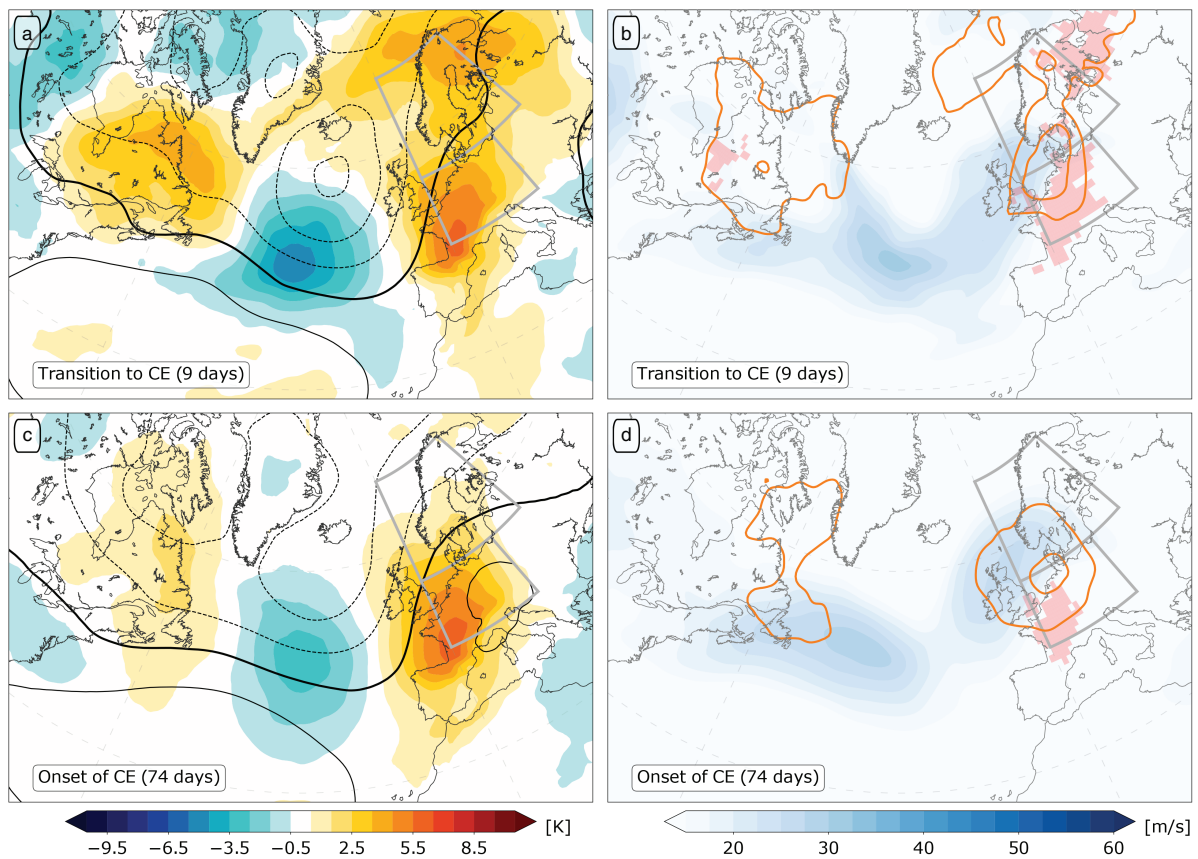 a
b
Transition to CE (9 days)
Transition to CE (9 days)
c
d
Onset of CE (74 days)
Onset of CE (74 days)
−9.5 −6.5 −3.5 −0.5 2.5 5.5 8.5 [K]
20 30 40 50 60 [m/s]